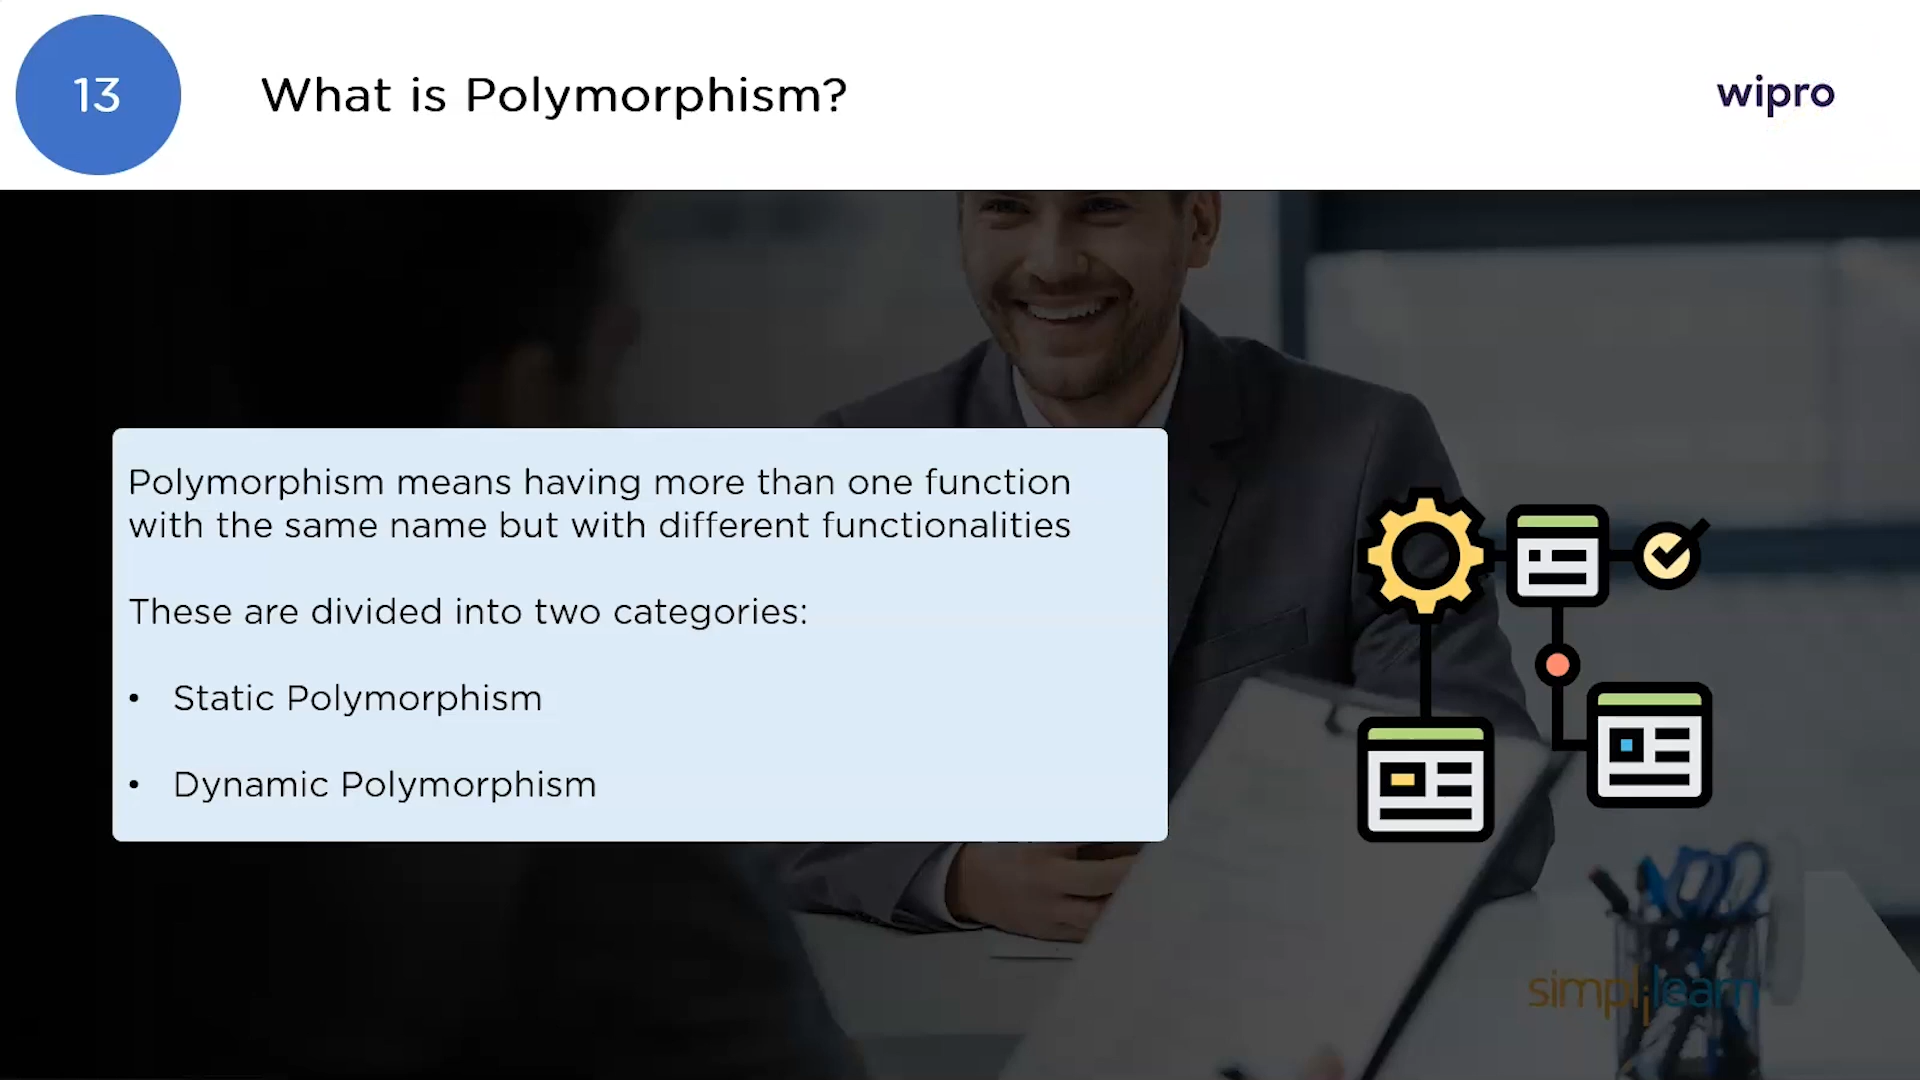 13
What is Polymorphism?
wipro
Polymorphism means having more than one function
with the same name but with different functionalities
These are divided into two categories:
• Static Polymorphism
• Dynamic Polymorphism
simplilearn